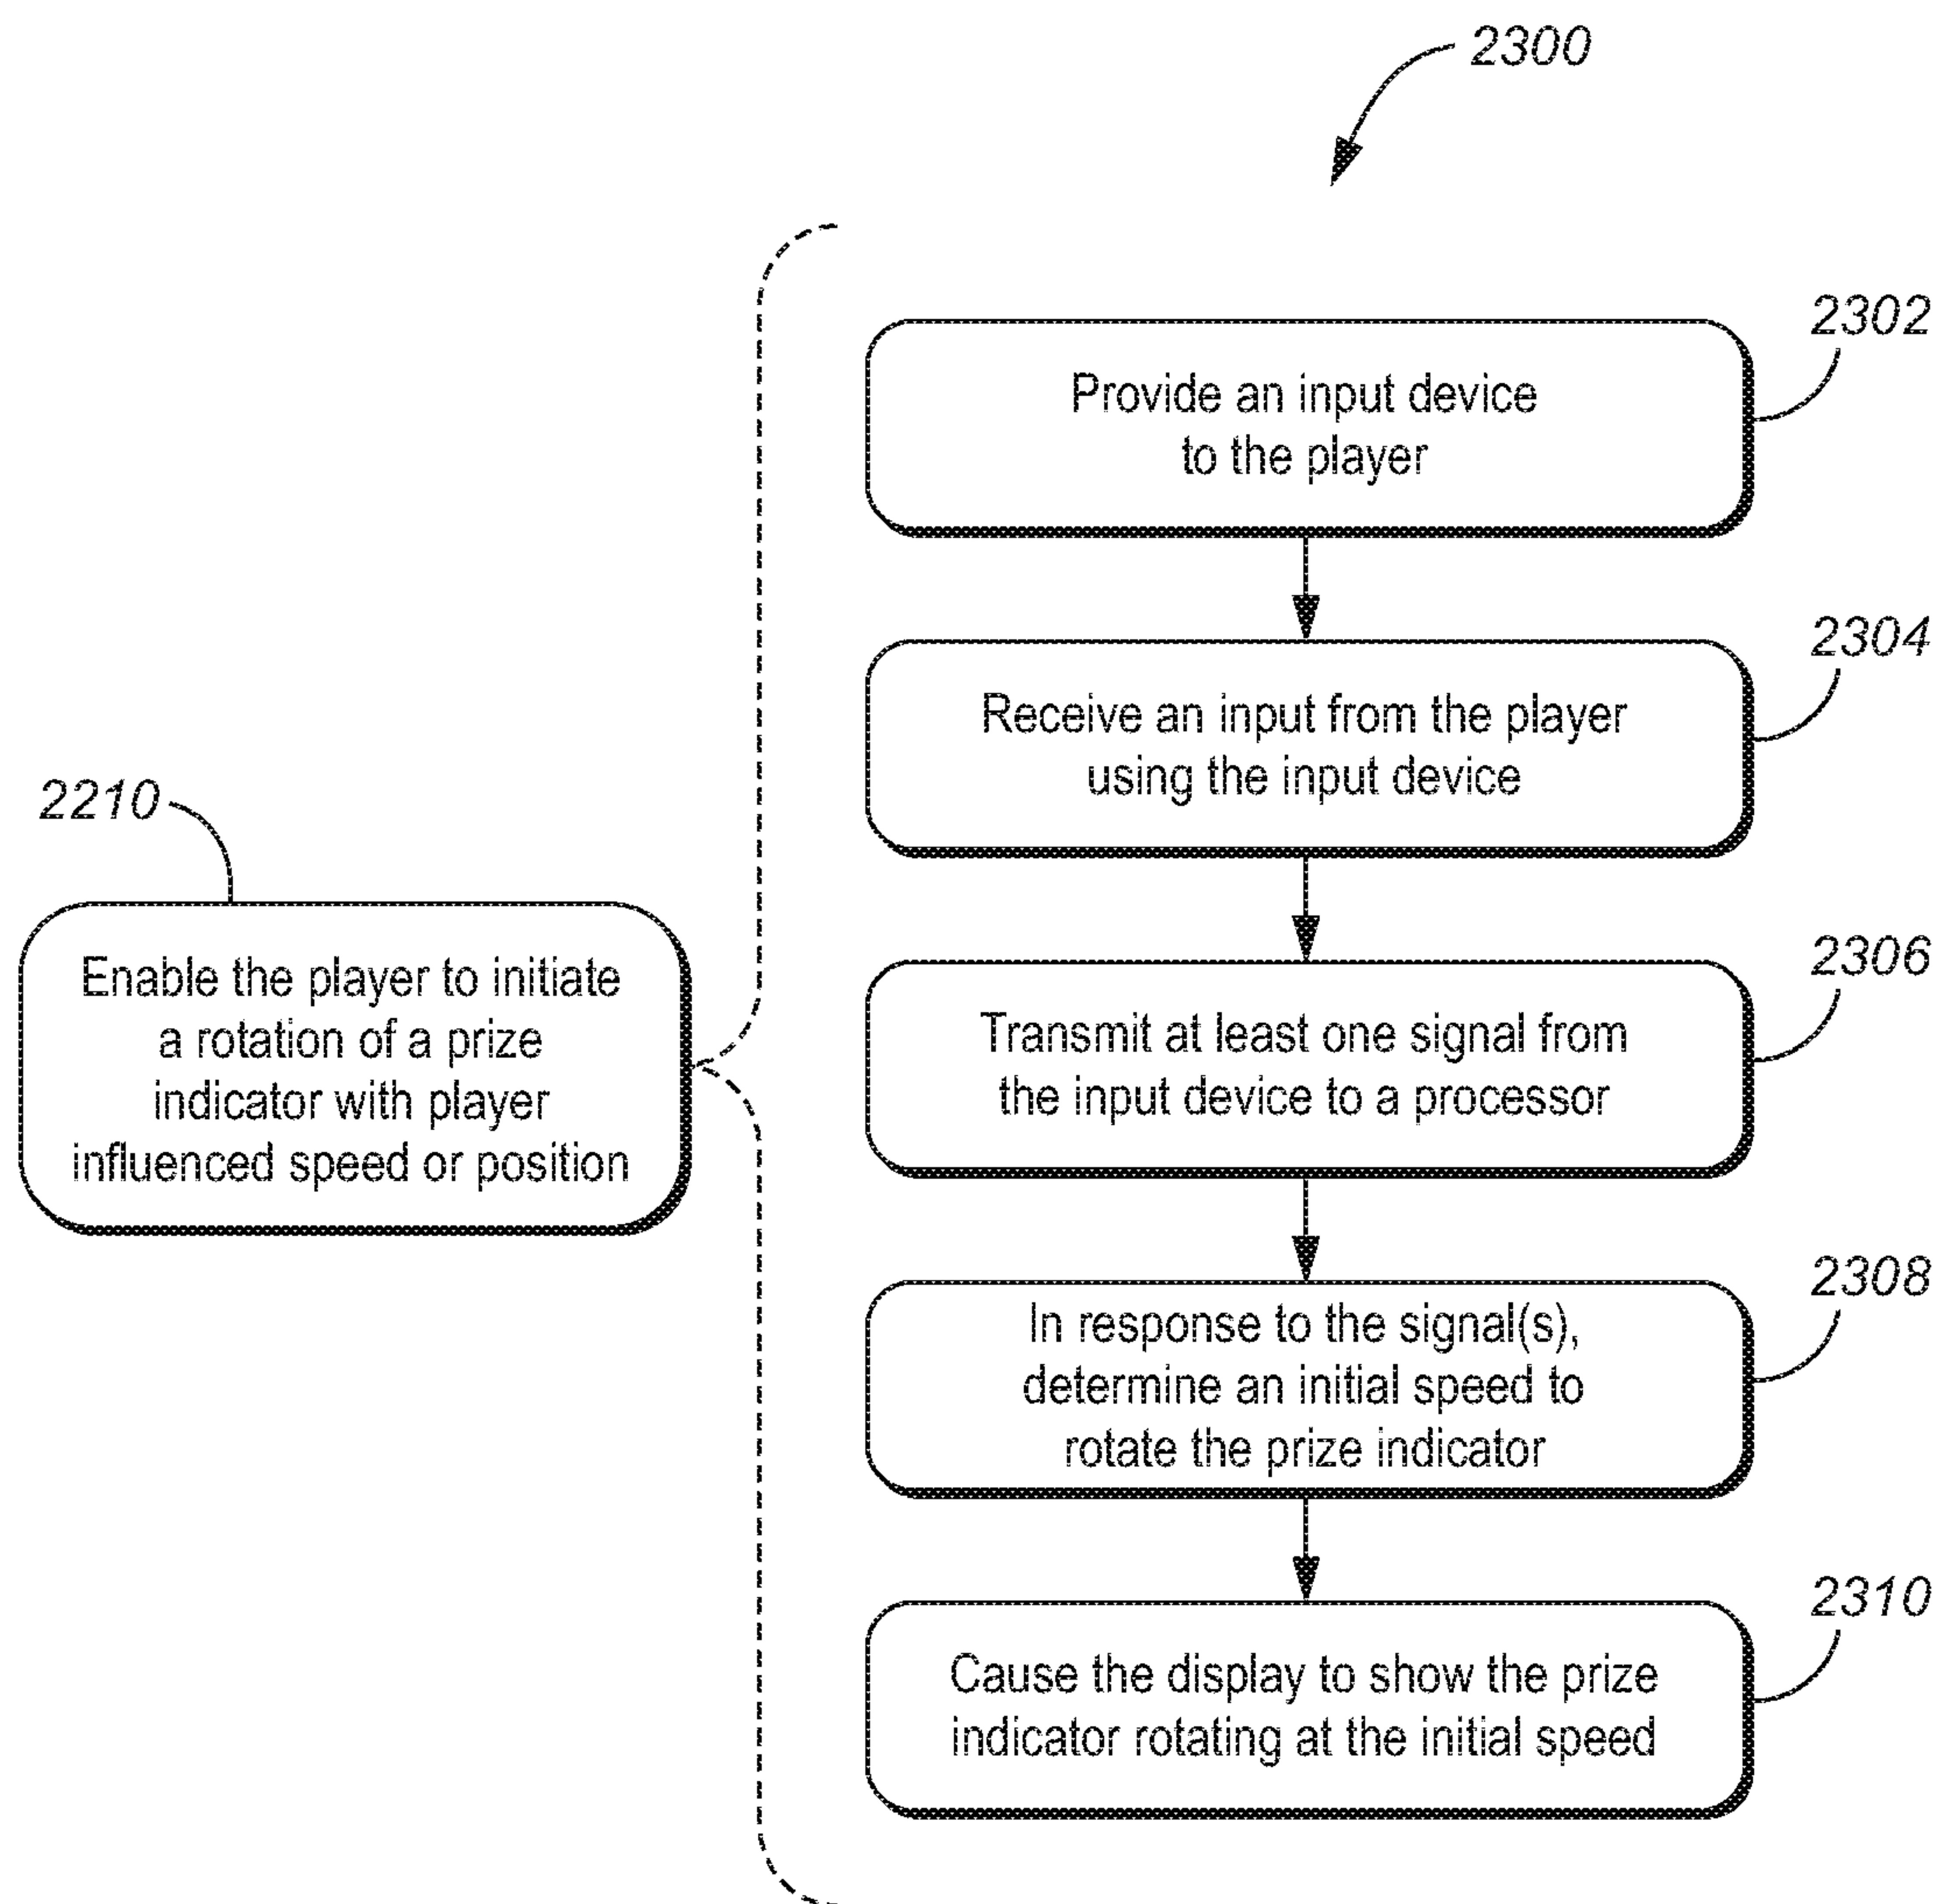 2300
2302
Provide an input device
to the player
2304
Receive an input from the player
using the input device
2210
Enable the player to initiate
a rotation of a prize
indicator with player
influenced speed or position
2306
Transmit at least one signal from
the input device to a processor
2308
In response to the signal(s),
determine an initial speed to
rotate the prize indicator
2310
Cause the display to show the prize
indicator rotating at the initial speed